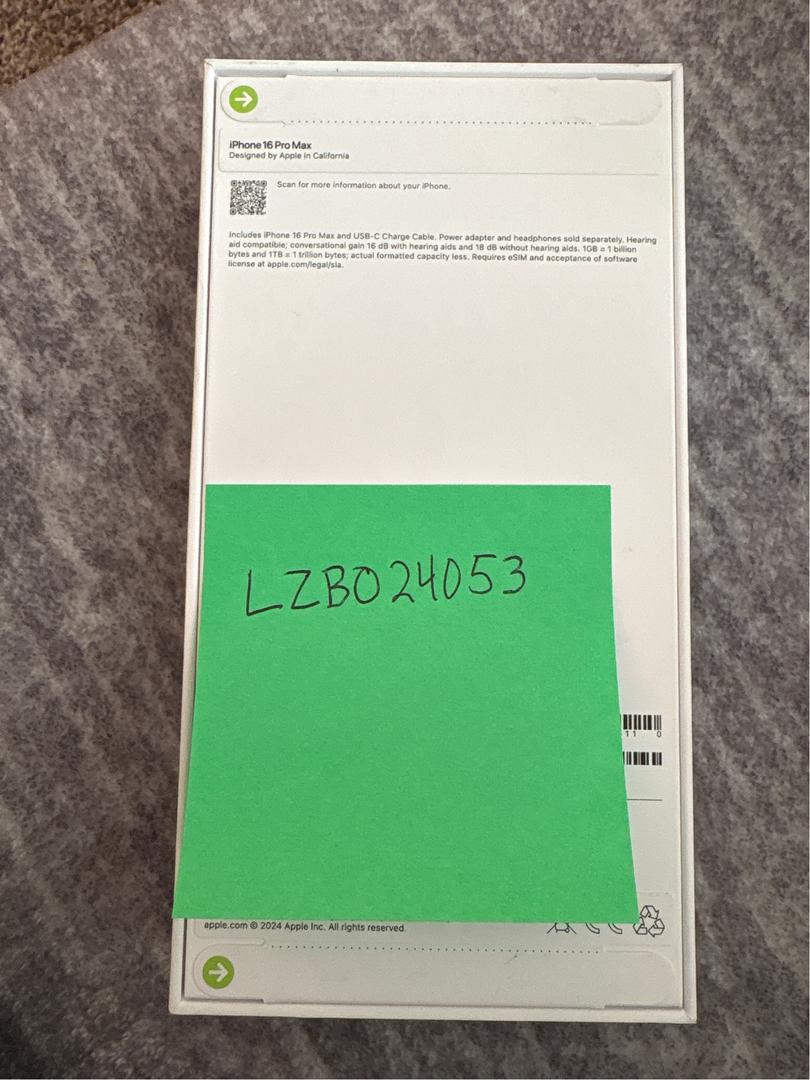 iPhone 16 Pro Max
Designed by Apple in California
Scan for more information about your iPhone.
Includes iPhone 16 Pro Max and USB-C Charge Cable. Power adapter and headphones sold separately. Hearing
aid compatible; conversational gain 16 dB with hearing aids and 18 dB without hearing aids. 1GB = 1 billion
bytes and 1TB = 1 trillion bytes; actual formatted capacity less. Requires eSIM and acceptance of software
license at apple.com/legal/sla.
LZBO24053
11 0
apple.com © 2024 Apple Inc. All rights reserved.